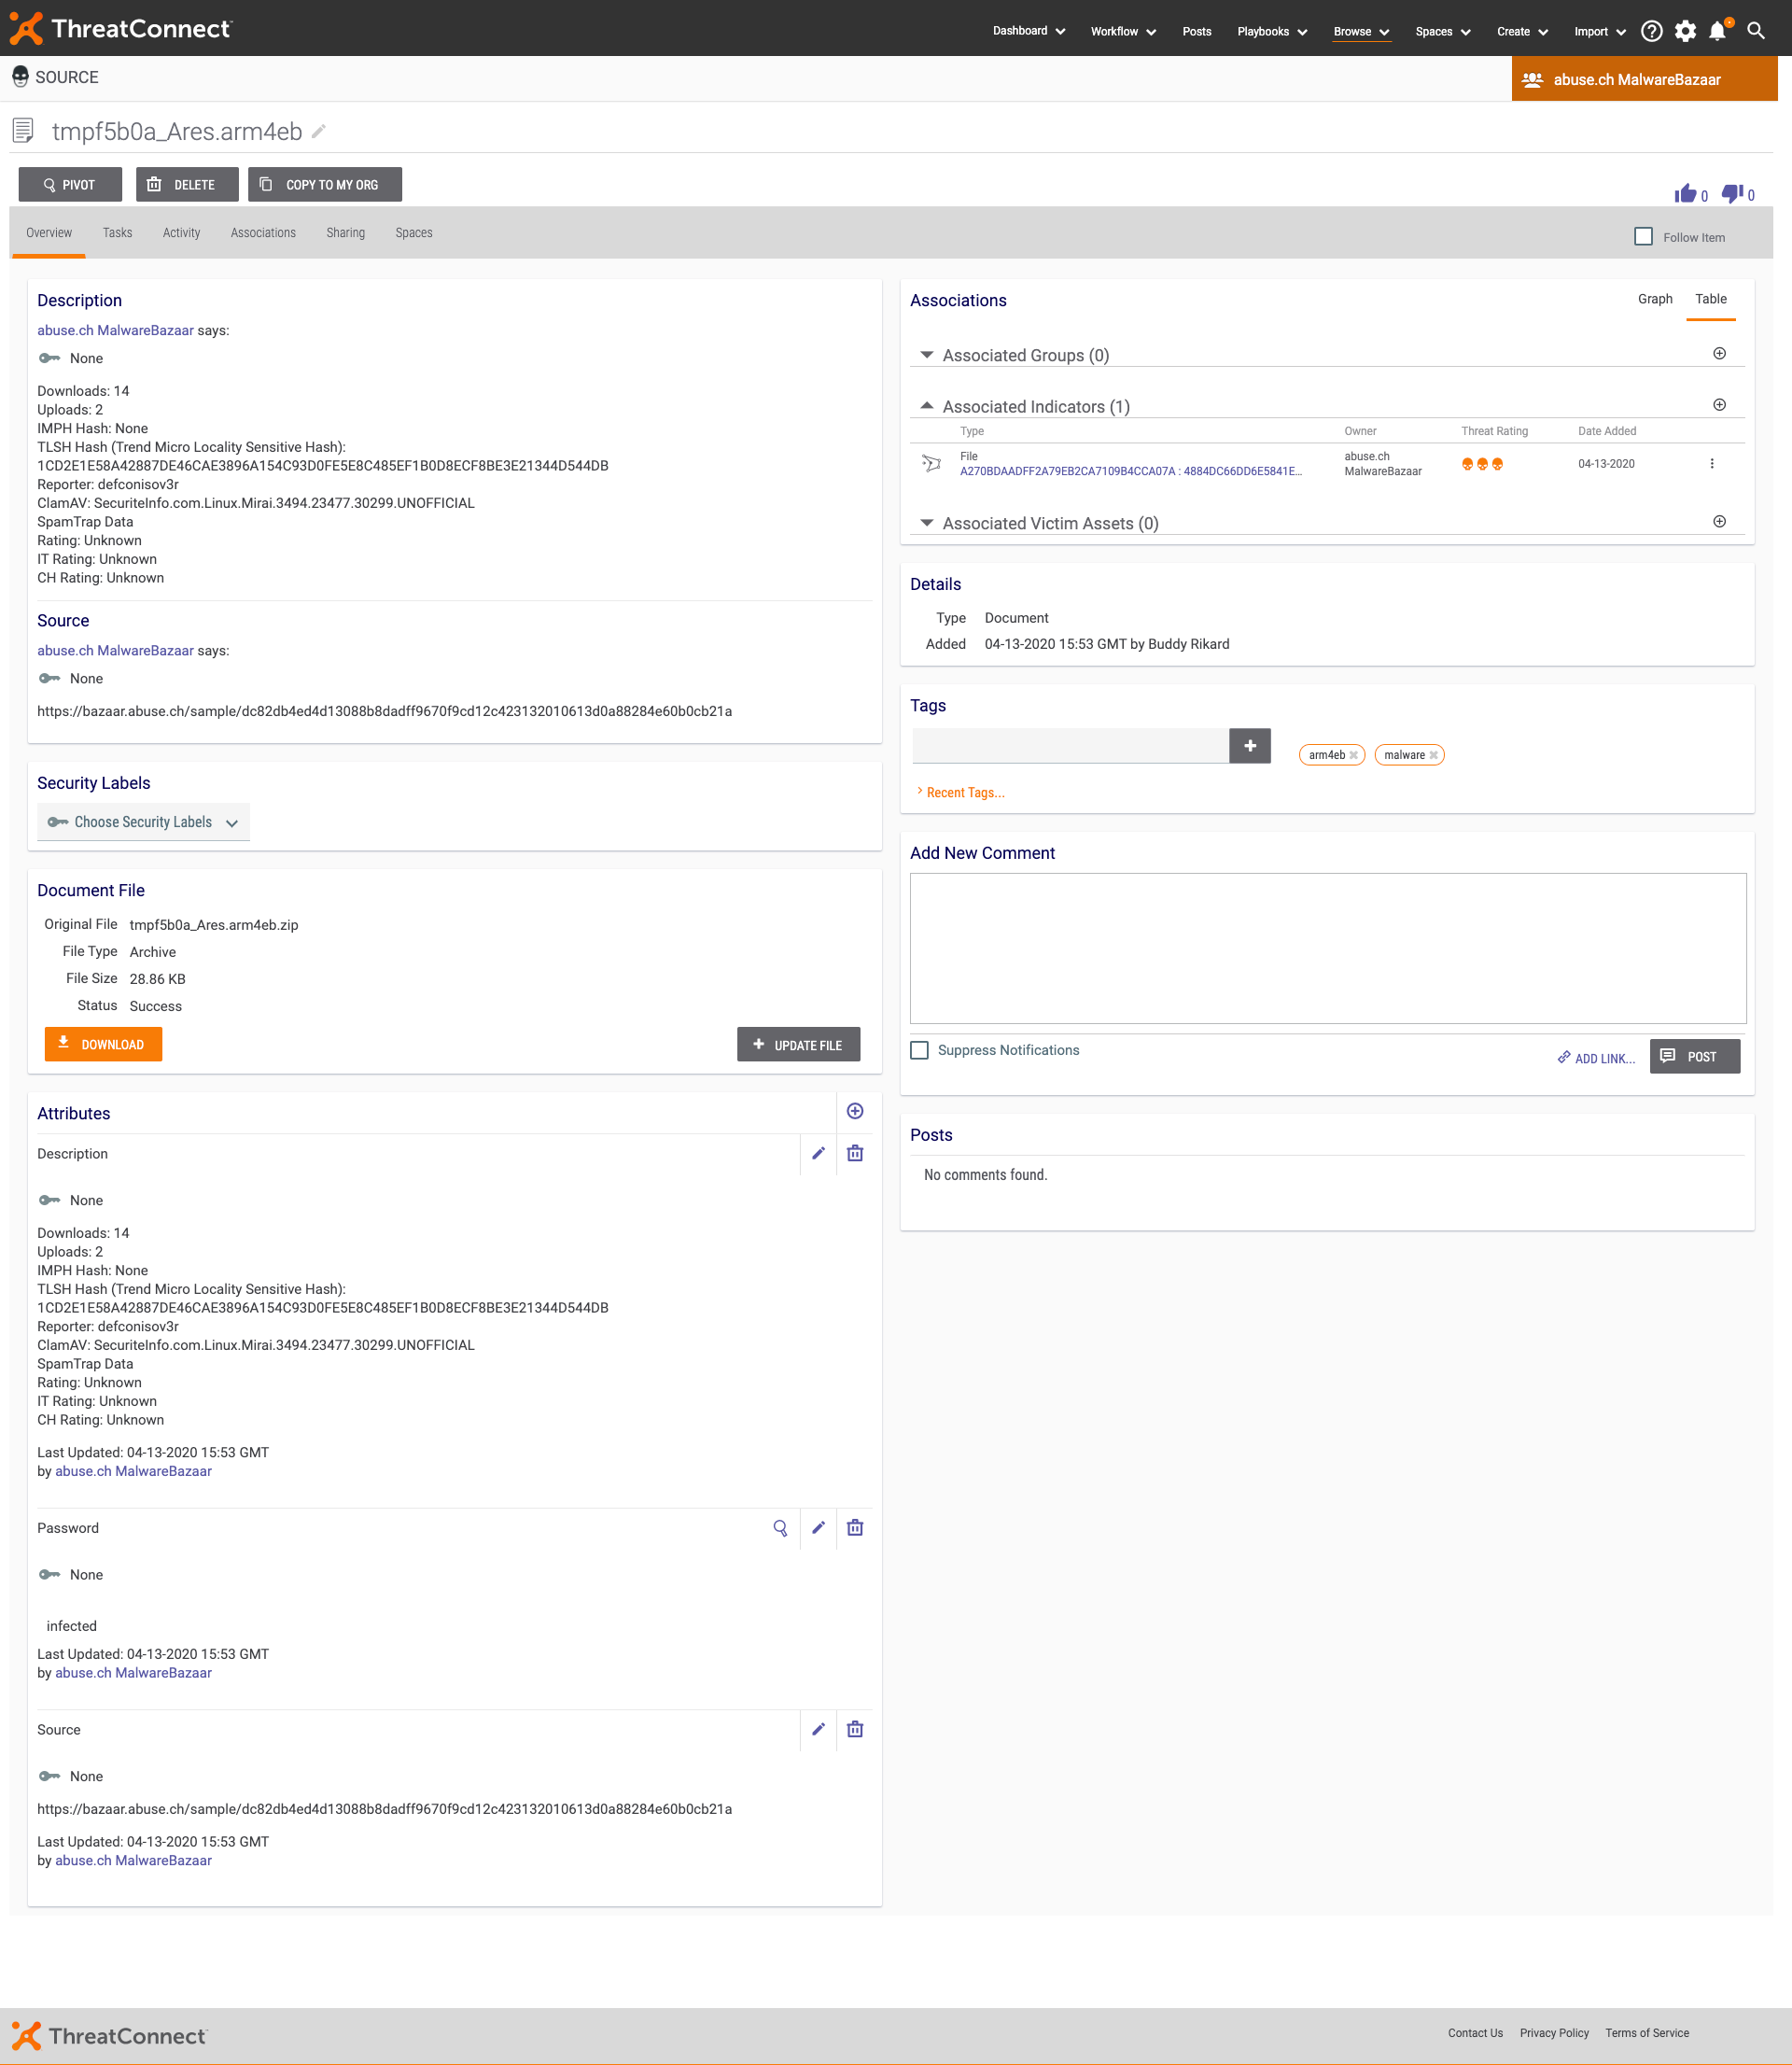 ThreatConnect
Dashboard Workflow Posts Playbooks Browse Spaces Create Import
SOURCE
abuse.ch MalwareBazaar
tmpf5b0a_Ares.arm4eb
PIVOT DELETE COPY TO MY ORG
0 0
Overview Tasks Activity Associations Sharing Spaces
Follow Item
Description
abuse.ch MalwareBazaar says:
None
Downloads: 14
Uploads: 2
IMPH Hash: None
TLSH Hash (Trend Micro Locality Sensitive Hash):
1CD2E1E58A42887DE46CAE3896A154C93D0FE5E8C485EF1B0D8ECF8BE3E21344D544DB
Reporter: defconisov3r
ClamAV: SecuriteInfo.com.Linux.Mirai.3494.23477.30299.UNOFFICIAL
SpamTrap Data
Rating: Unknown
IT Rating: Unknown
CH Rating: Unknown
Source
abuse.ch MalwareBazaar says:
None
https://bazaar.abuse.ch/sample/dc82db4ed4d13088b8dadff9670f9cd12c423132010613d0a88284e60b0cb21a
Security Labels
Choose Security Labels
Document File
Original File tmpf5b0a_Ares.arm4eb.zip
File Type Archive
File Size 28.86 KB
Status Success
DOWNLOAD
UPDATE FILE
Attributes
Description
None
Downloads: 14
Uploads: 2
IMPH Hash: None
TLSH Hash (Trend Micro Locality Sensitive Hash):
1CD2E1E58A42887DE46CAE3896A154C93D0FE5E8C485EF1B0D8ECF8BE3E21344D544DB
Reporter: defconisov3r
ClamAV: SecuriteInfo.com.Linux.Mirai.3494.23477.30299.UNOFFICIAL
SpamTrap Data
Rating: Unknown
IT Rating: Unknown
CH Rating: Unknown
Last Updated: 04-13-2020 15:53 GMT
by abuse.ch MalwareBazaar
Password
None
infected
Last Updated: 04-13-2020 15:53 GMT
by abuse.ch MalwareBazaar
Source
None
https://bazaar.abuse.ch/sample/dc82db4ed4d13088b8dadff9670f9cd12c423132010613d0a88284e60b0cb21a
Last Updated: 04-13-2020 15:53 GMT
by abuse.ch MalwareBazaar
Associations
Graph Table
Associated Groups (0)
Associated Indicators (1)
Type Owner Threat Rating Date Added
File
A270BDAADFF2A79EB2CA7109B4CCA07A : 4884DC66DD6E5841E...
abuse.ch
MalwareBazaar
04-13-2020
Associated Victim Assets (0)
Details
Type Document
Added 04-13-2020 15:53 GMT by Buddy Rikard
Tags
arm4eb malware
Recent Tags...
Add New Comment
Suppress Notifications
ADD LINK...
POST
Posts
No comments found.
ThreatConnect
Contact Us Privacy Policy Terms of Service